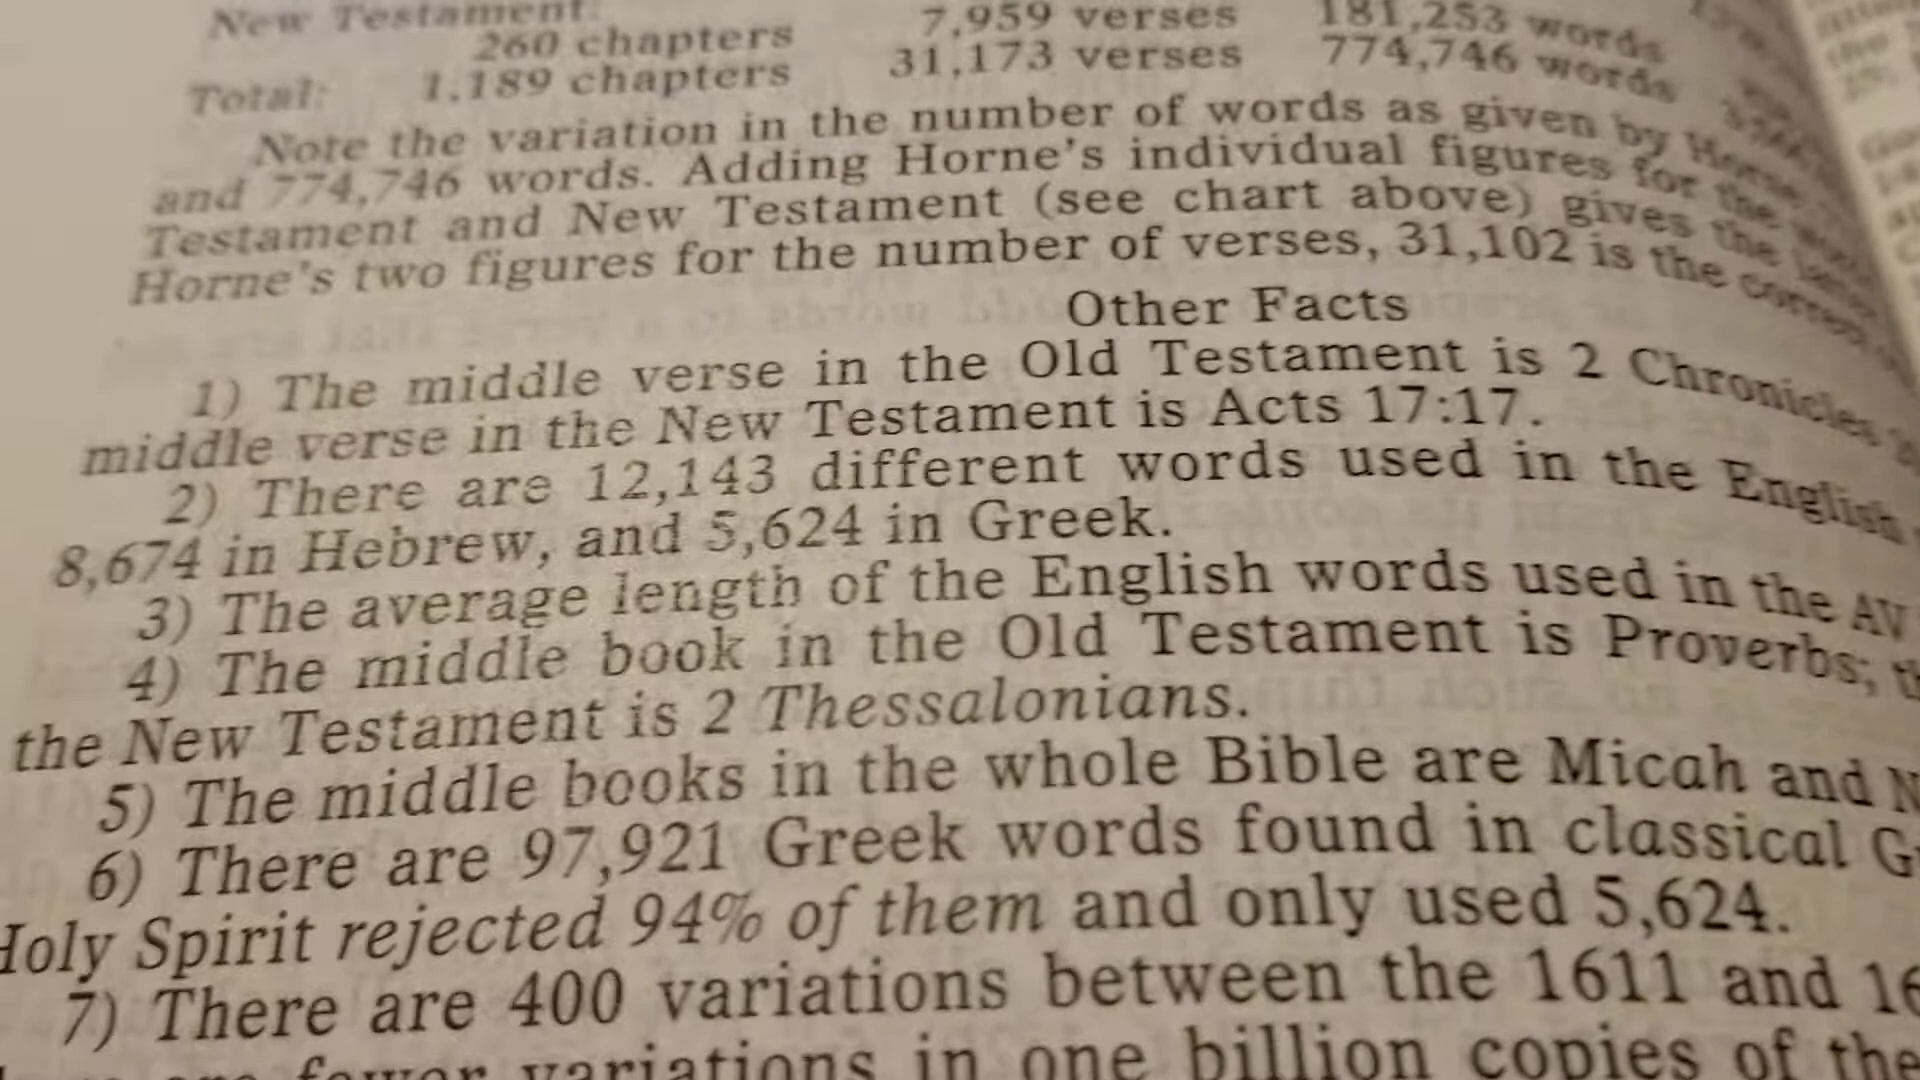 New Testament:
260 chapters 7,959 verses 181,253 words
Total: 1,189 chapters 31,173 verses 774,746 words
Note the variation in the number of words as given by Horne
and 774,746 words. Adding Horne's individual figures for the
Testament and New Testament (see chart above) gives the latter
Horne's two figures for the number of verses, 31,102 is the correct
Other Facts
1) The middle verse in the Old Testament is 2 Chronicles
middle verse in the New Testament is Acts 17:17.
2) There are 12,143 different words used in the English
8,674 in Hebrew, and 5,624 in Greek.
3) The average length of the English words used in the AV
4) The middle book in the Old Testament is Proverbs;
the New Testament is 2 Thessalonians.
5) The middle books in the whole Bible are Micah and N
6) There are 97,921 Greek words found in classical G
Holy Spirit rejected 94% of them and only used 5,624.
7) There are 400 variations between the 1611 and 16
fewer variations in one billion copies of the